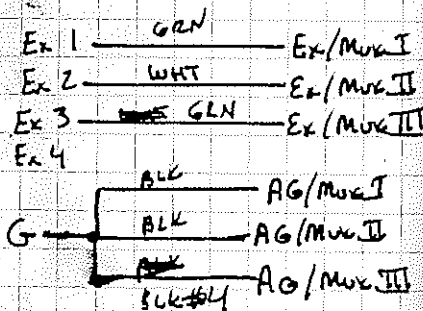 GRN
Ex 1 Ex/Mux I
WHT
Ex 2 Ex/Mux II
GRN
Ex 3 Ex/Mux III
Ex 4
BLK
AG/Mux I
BLK
G AG/Mux II
AG/Mux III
BLK#4